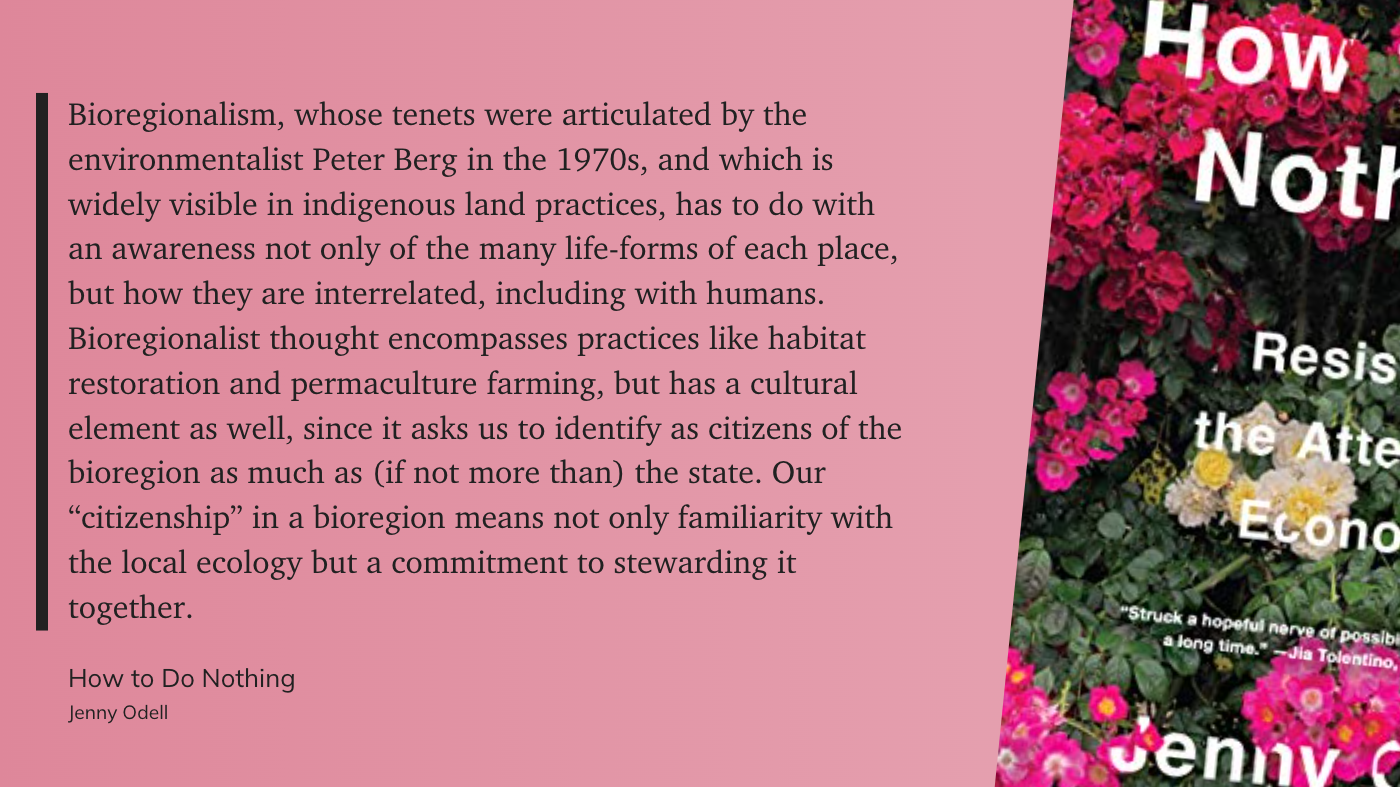 Bioregionalism, whose tenets were articulated by the
environmentalist Peter Berg in the 1970s, and which is
widely visible in indigenous land practices, has to do with
an awareness not only of the many life-forms of each place,
but how they are interrelated, including with humans.
Bioregionalist thought encompasses practices like habitat
restoration and permaculture farming, but has a cultural
element as well, since it asks us to identify as citizens of the
bioregion as much as (if not more than) the state. Our
“citizenship” in a bioregion means not only familiarity with
the local ecology but a commitment to stewarding it
together.
How to Do Nothing
Jenny Odell
How
Noth
Resis
the Atte
Econo
“Struck a hopeful nerve of possibi
a long time.” —Jia Tolentino,
Jenny O